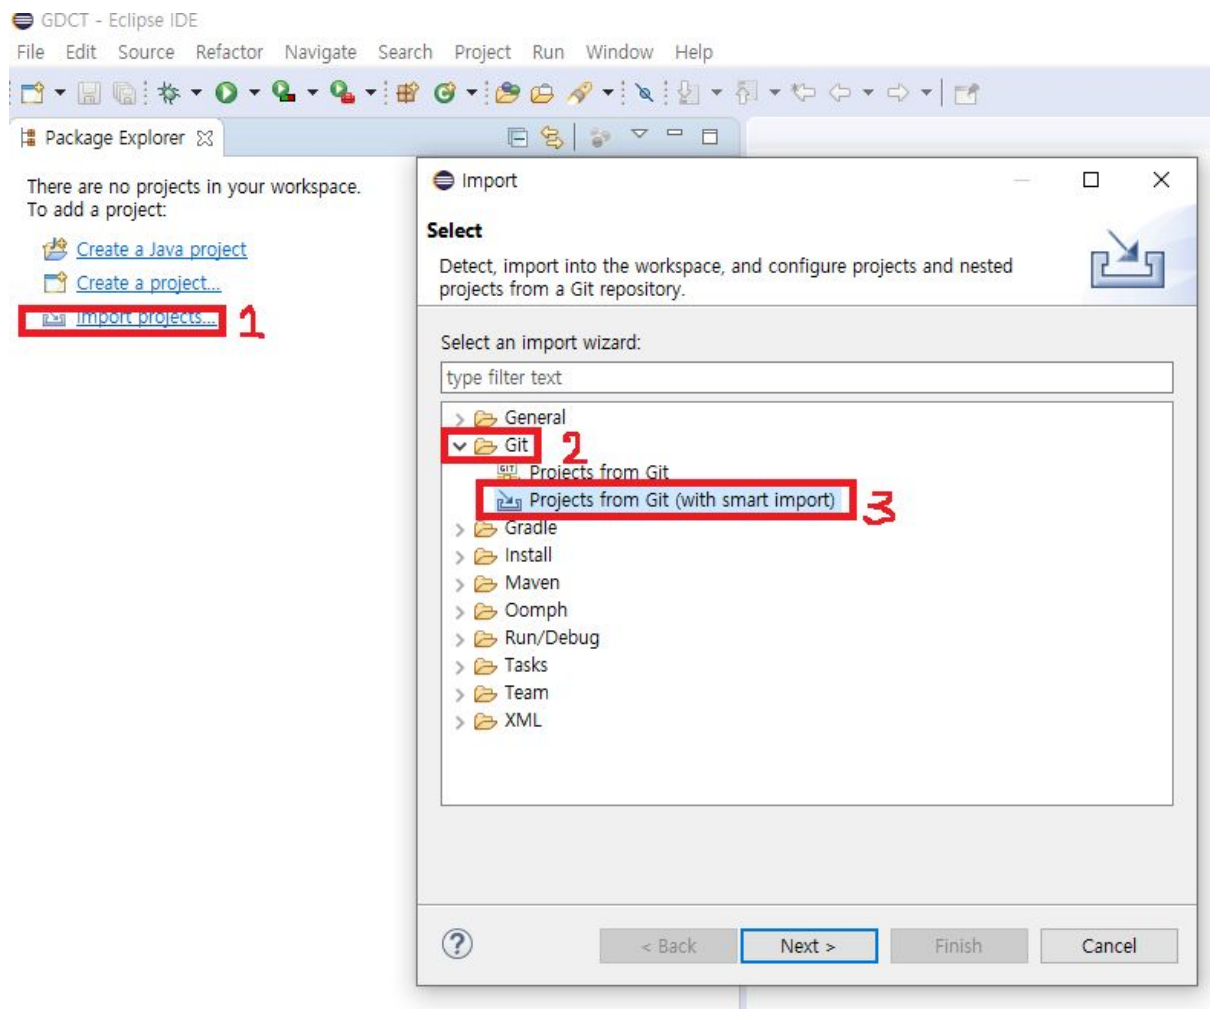 GDCT - Eclipse IDE
File Edit Source Refactor Navigate Search Project Run Window Help
Package Explorer
There are no projects in your workspace.
To add a project:
Create a Java project
Create a project...
Import projects... 1
Import
Select
Detect, import into the workspace, and configure projects and nested
projects from a Git repository.
Select an import wizard:
type filter text
General
Git 2
GIT Projects from Git
Projects from Git (with smart import) 3
Gradle
Install
Maven
Oomph
Run/Debug
Tasks
Team
XML
? < Back Next > Finish Cancel